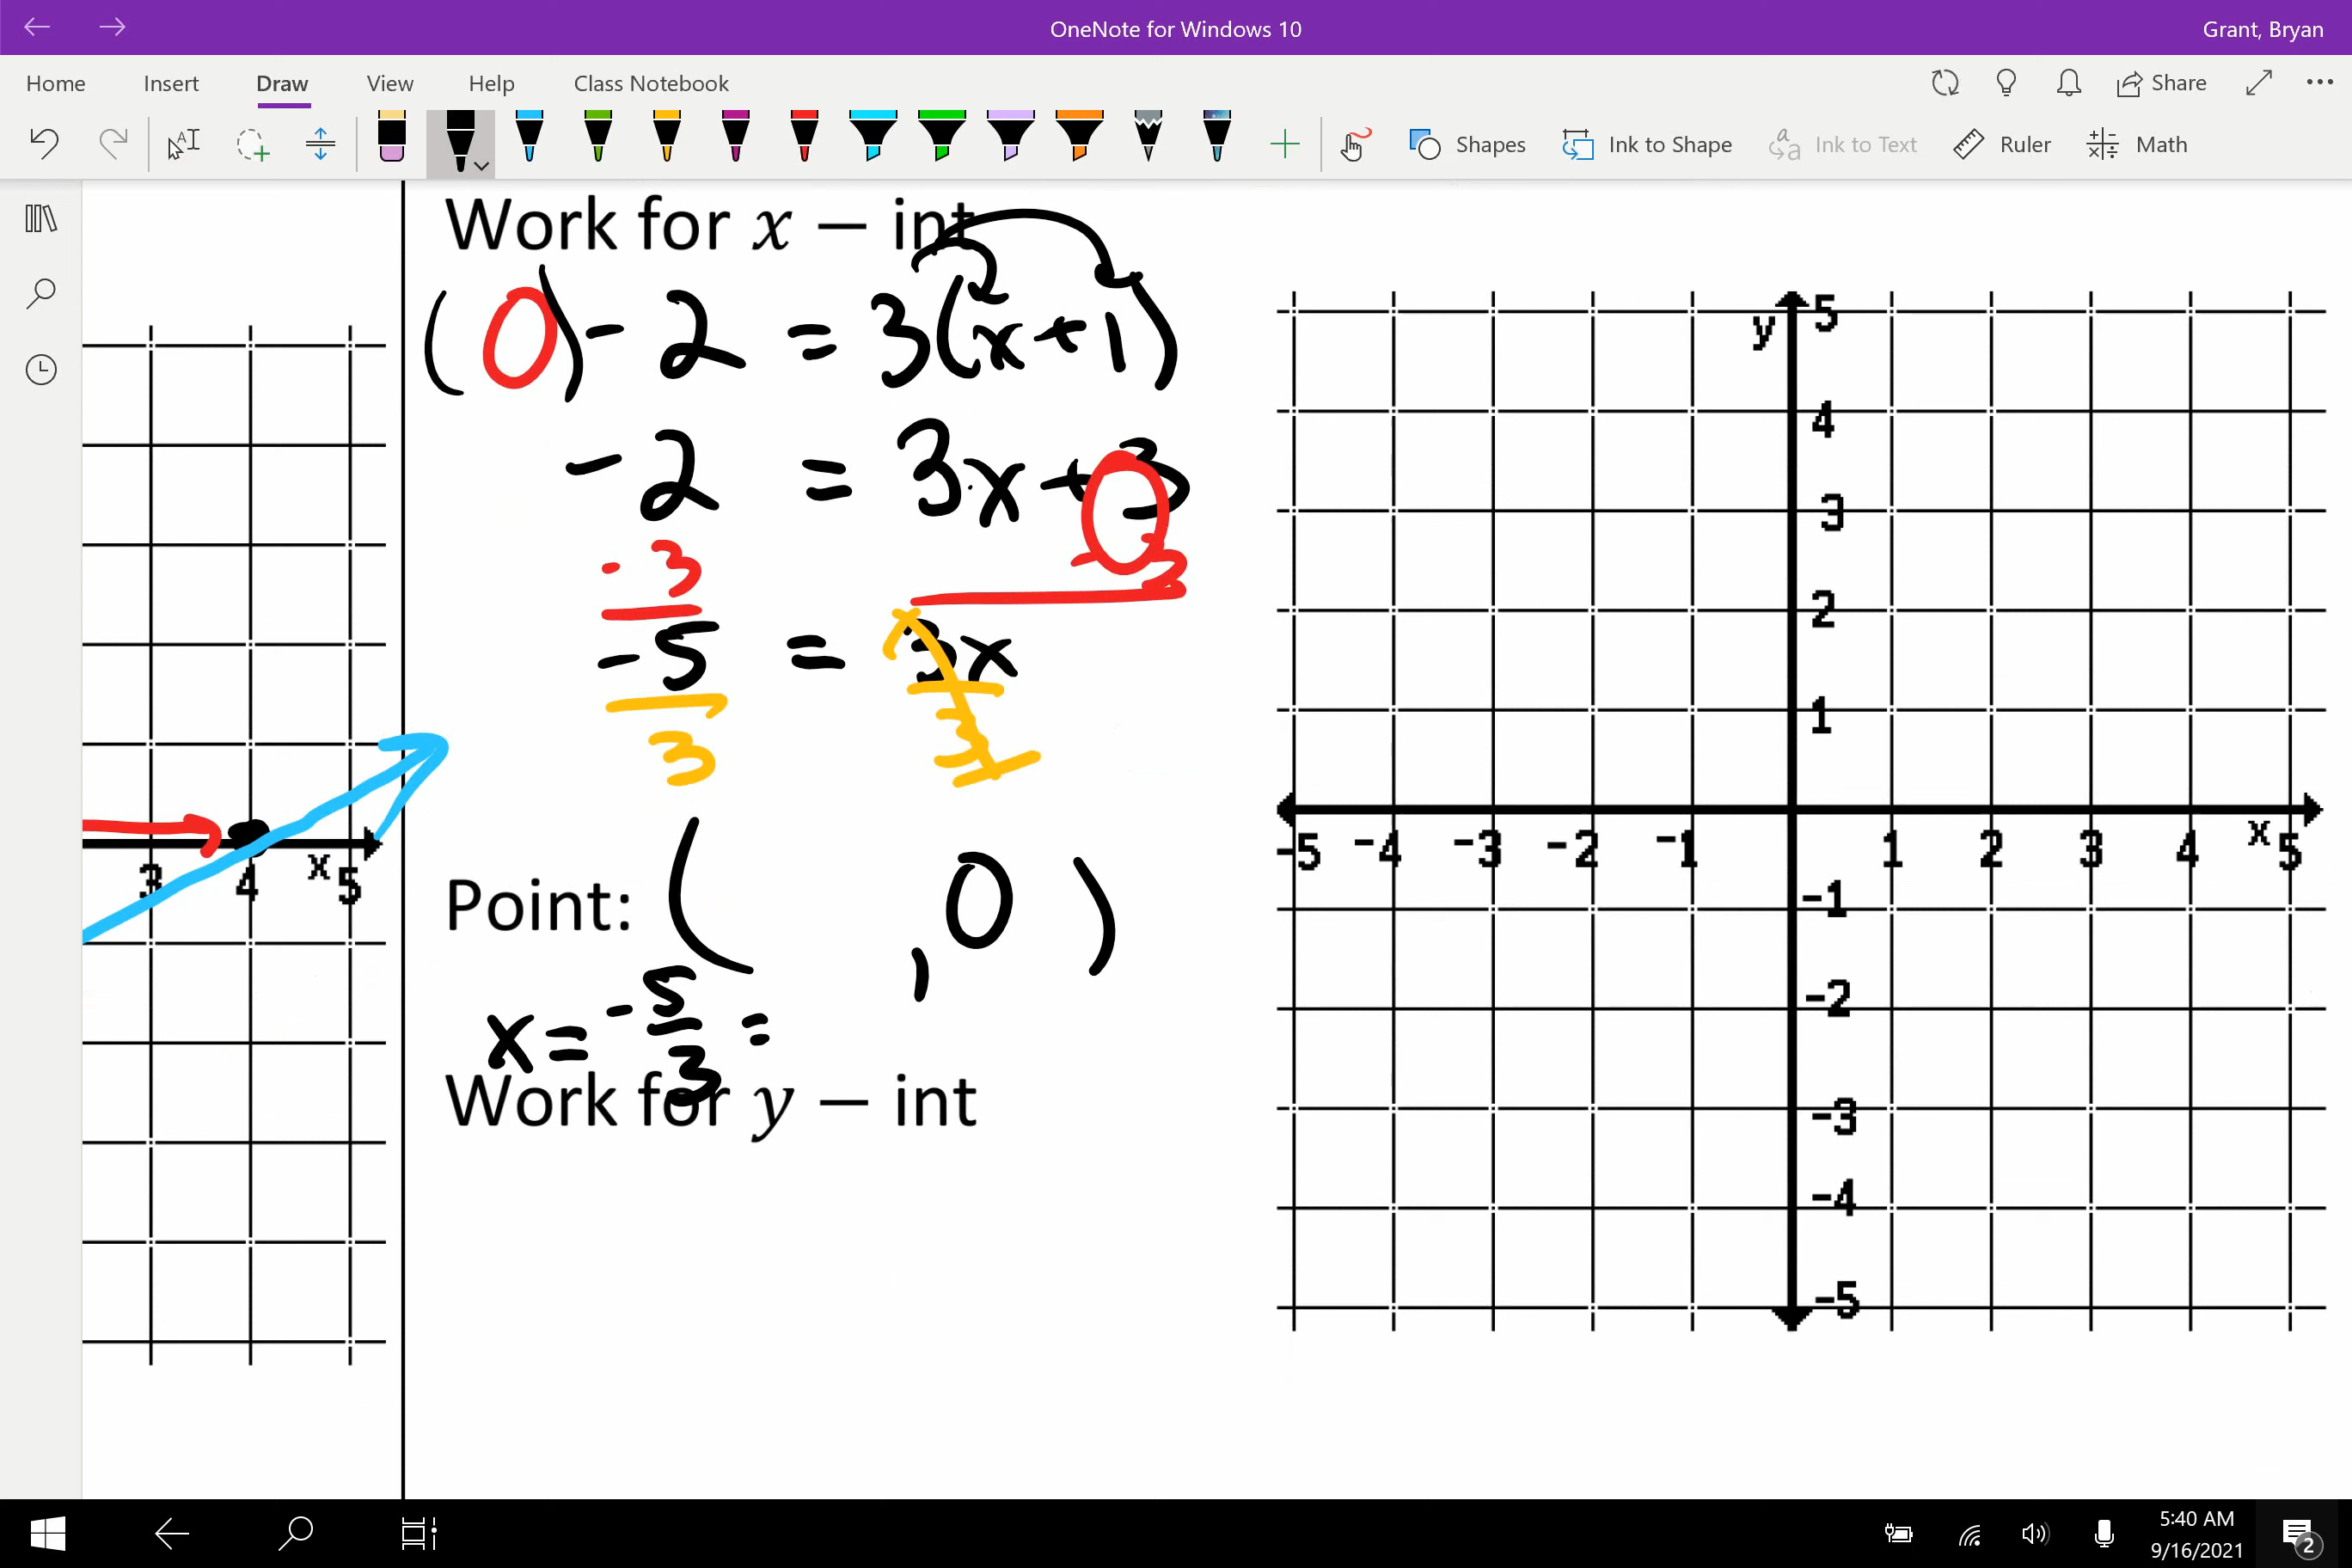 OneNote for Windows 10
Grant, Bryan
Home Insert Draw View Help Class Notebook
Share
Shapes Ink to Shape Ink to Text Ruler Math
Work for x – int
(0) - 2 = 3(x+1)
-2 = 3x+3
-3 -3
-5 = 3x
3 3
Point: ( , 0 )
x = -5/3 =
Work for y – int
3 4 x 5
y 5
4
3
2
1
-5 -4 -3 -2 -1 1 2 3 4 x 5
-1
-2
-3
-4
-5
5:40 AM
9/16/2021
2